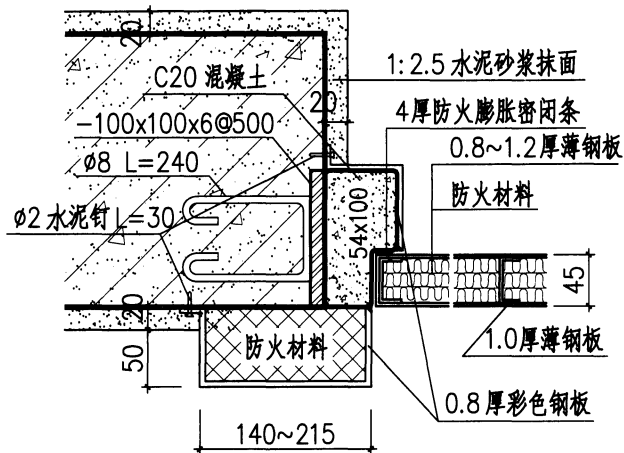 20
C20 混凝土
1:2.5 水泥砂浆抹面
20
-100x100x6@500
4厚防火膨胀密闭条
ø8 L=240
0.8~1.2厚薄钢板
防火材料
ø2 水泥钉 L=30
54x100
45
20
防火材料
1.0厚薄钢板
50
0.8厚彩色钢板
140~215